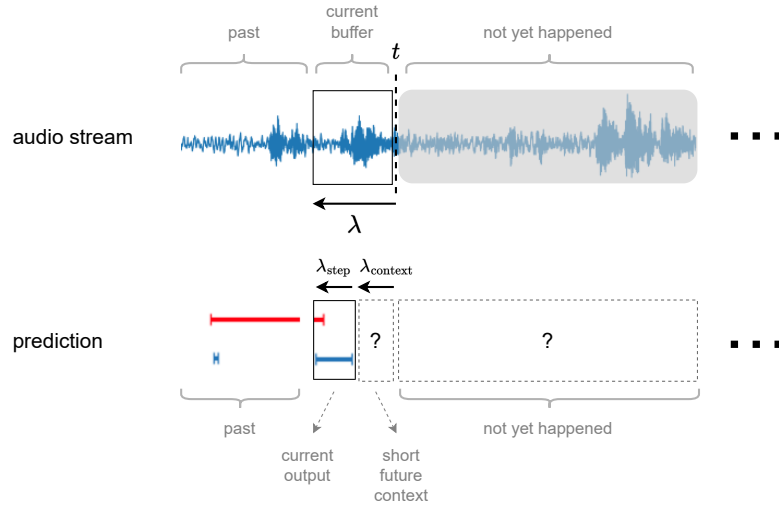 current
past
buffer
not yet happened
t
audio stream
λ
λstep
λcontext
prediction
?
?
past
not yet happened
current
output
short
future
context